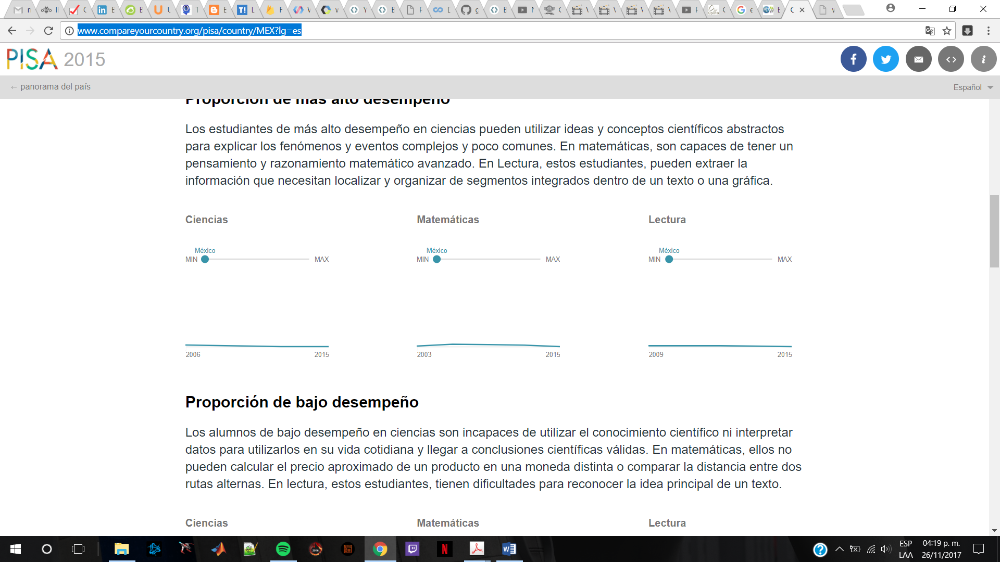 www.compareyourcountry.org/pisa/country/MEX?lg=es
PISA 2015
← panorama del país
Español
Proporción de más alto desempeño
Los estudiantes de más alto desempeño en ciencias pueden utilizar ideas y conceptos científicos abstractos
para explicar los fenómenos y eventos complejos y poco comunes. En matemáticas, son capaces de tener un
pensamiento y razonamiento matemático avanzado. En Lectura, estos estudiantes, pueden extraer la
información que necesitan localizar y organizar de segmentos integrados dentro de un texto o una gráfica.
Ciencias Matemáticas Lectura
México México México
MIN MAX MIN MAX MIN MAX
2006 2015 2003 2015 2009 2015
Proporción de bajo desempeño
Los alumnos de bajo desempeño en ciencias son incapaces de utilizar el conocimiento científico ni interpretar
datos para utilizarlos en su vida cotidiana y llegar a conclusiones científicas válidas. En matemáticas, ellos no
pueden calcular el precio aproximado de un producto en una moneda distinta o comparar la distancia entre dos
rutas alternas. En lectura, estos estudiantes, tienen dificultades para reconocer la idea principal de un texto.
Ciencias Matemáticas Lectura
ESP 04:19 p. m.
LAA 26/11/2017